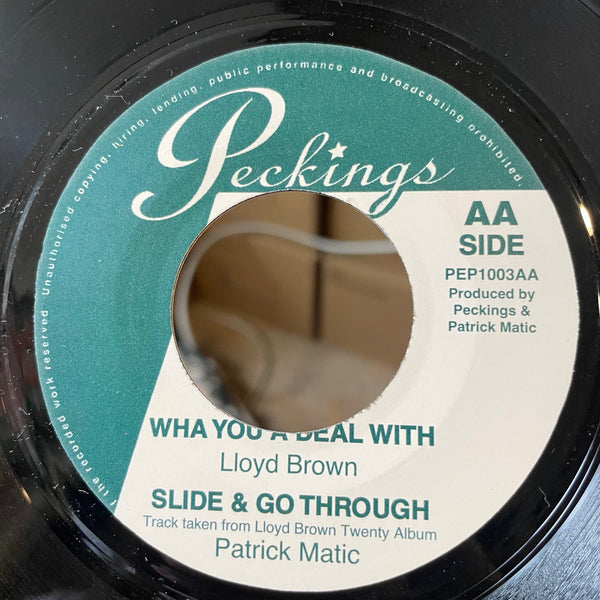 of the recorded work reserved Unauthorised copying, hiring, lending, public performance and broadcasting prohibited.
Peckings
AA
SIDE
PEP1003AA
Produced by
Peckings &
Patrick Matic
WHA YOU A DEAL WITH
Lloyd Brown
SLIDE & GO THROUGH
Track taken from Lloyd Brown Twenty Album
Patrick Matic